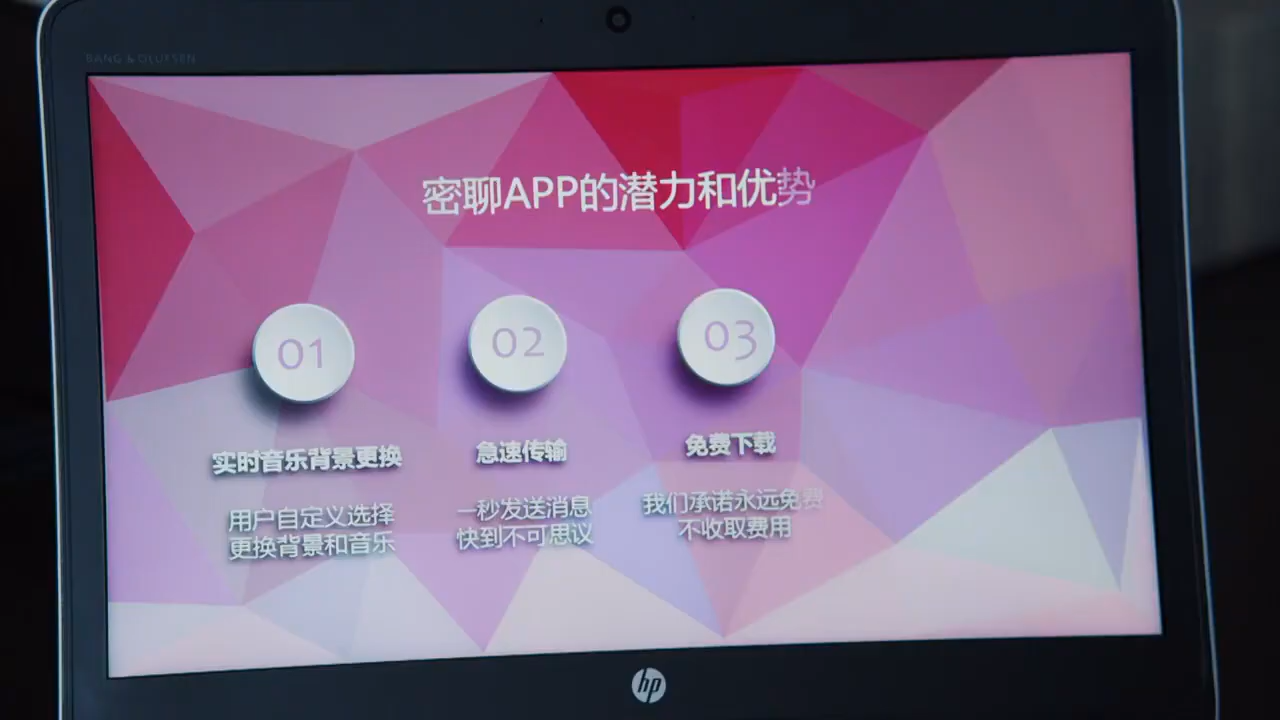 BANG & OLUFSEN
密聊APP的潜力和优势
01
02
03
实时音乐背景更换
急速传输
免费下载
用户自定义选择
更换背景和音乐
一秒发送消息
快到不可思议
我们承诺永远免费
不收取费用
hp